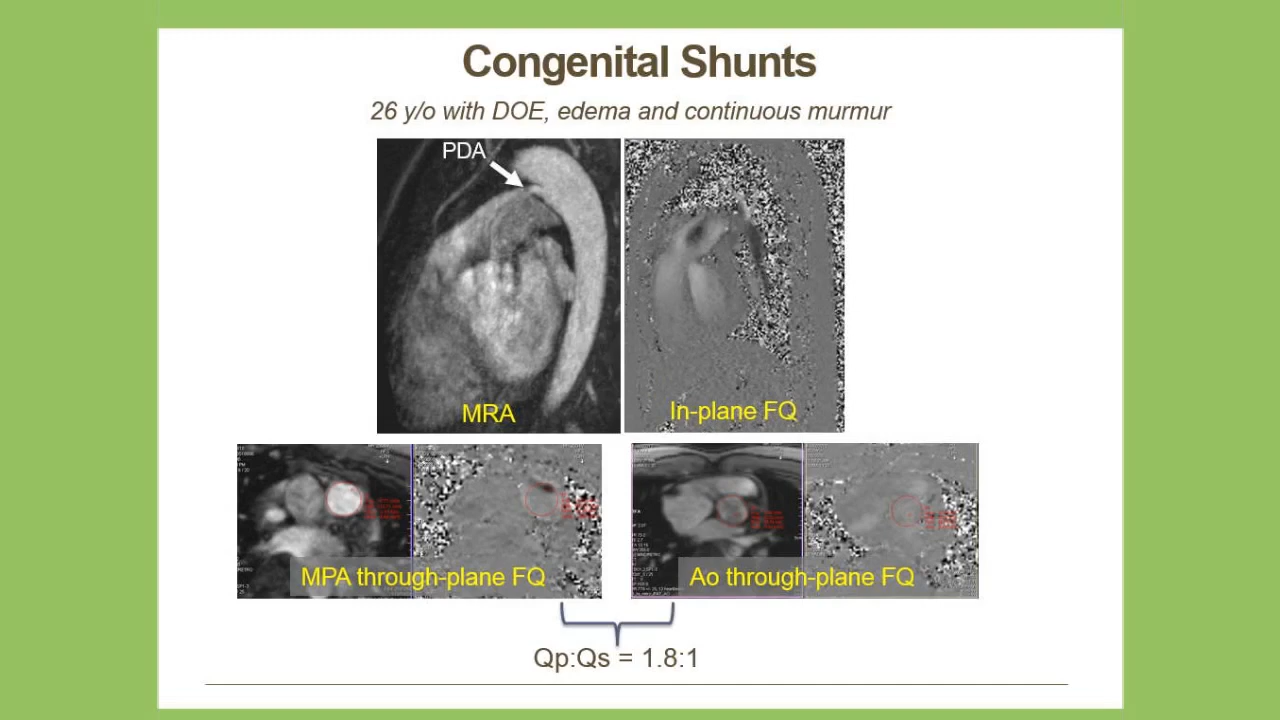 Congenital Shunts
26 y/o with DOE, edema and continuous murmur
PDA
MRA
In-plane FQ
MPA through-plane FQ
Ao through-plane FQ
Qp:Qs = 1.8:1